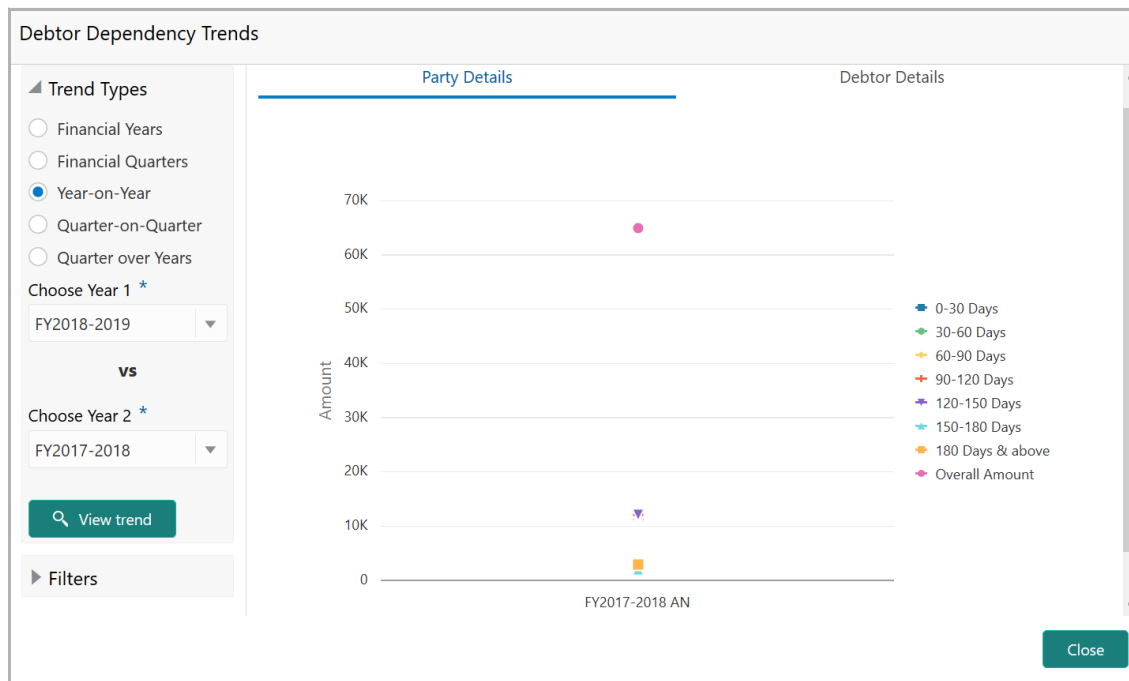 Debtor Dependency Trends
Trend Types
Financial Years
Financial Quarters
Year-on-Year
Quarter-on-Quarter
Quarter over Years
Choose Year 1 *
FY2018-2019
vs
Choose Year 2 *
FY2017-2018
View trend
Filters
Party Details
Debtor Details
Amount
70K
60K
50K
40K
30K
20K
10K
0
FY2017-2018 AN
0-30 Days
30-60 Days
60-90 Days
90-120 Days
120-150 Days
150-180 Days
180 Days & above
Overall Amount
Close